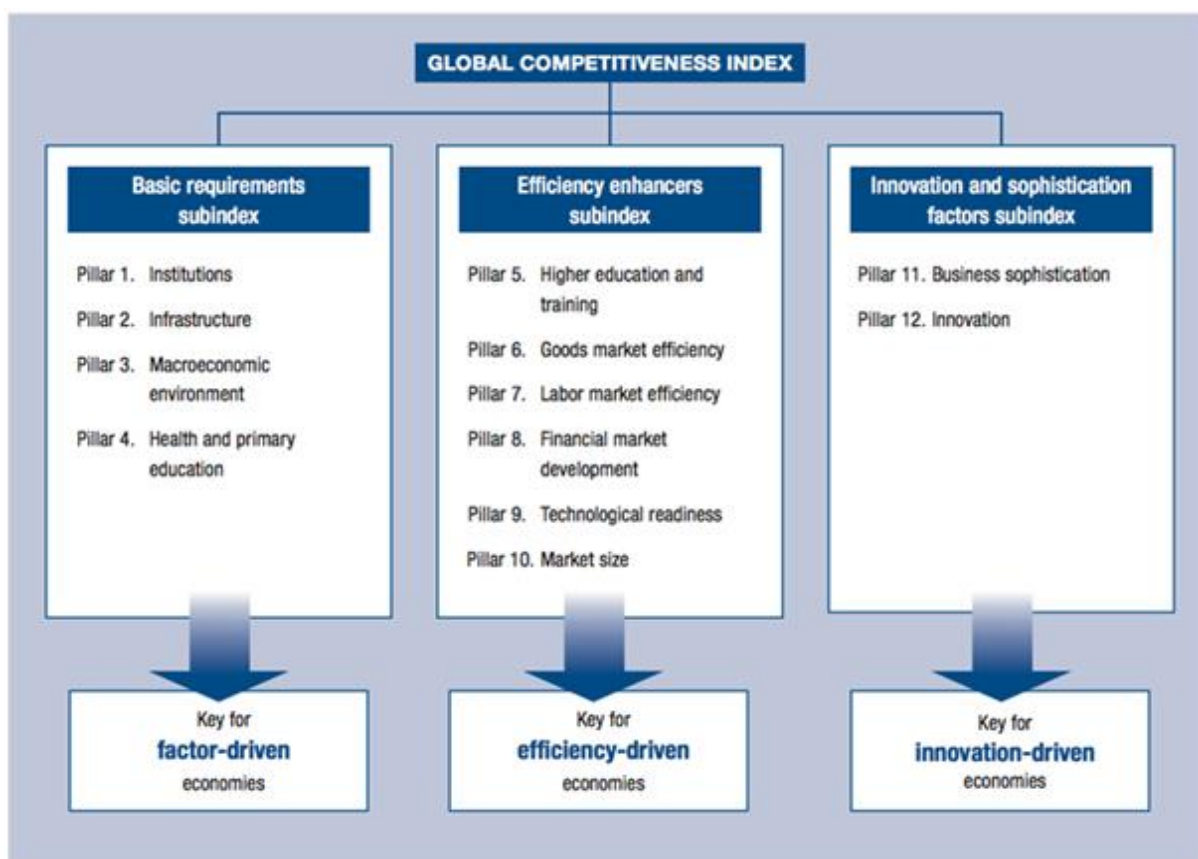 GLOBAL COMPETITIVENESS INDEX
Basic requirements
subindex
Pillar 1. Institutions
Pillar 2. Infrastructure
Pillar 3. Macroeconomic
environment
Pillar 4. Health and primary
education
Key for
factor-driven
economies
Efficiency enhancers
subindex
Pillar 5. Higher education and
training
Pillar 6. Goods market efficiency
Pillar 7. Labor market efficiency
Pillar 8. Financial market
development
Pillar 9. Technological readiness
Pillar 10. Market size
Key for
efficiency-driven
economies
Innovation and sophistication
factors subindex
Pillar 11. Business sophistication
Pillar 12. Innovation
Key for
innovation-driven
economies